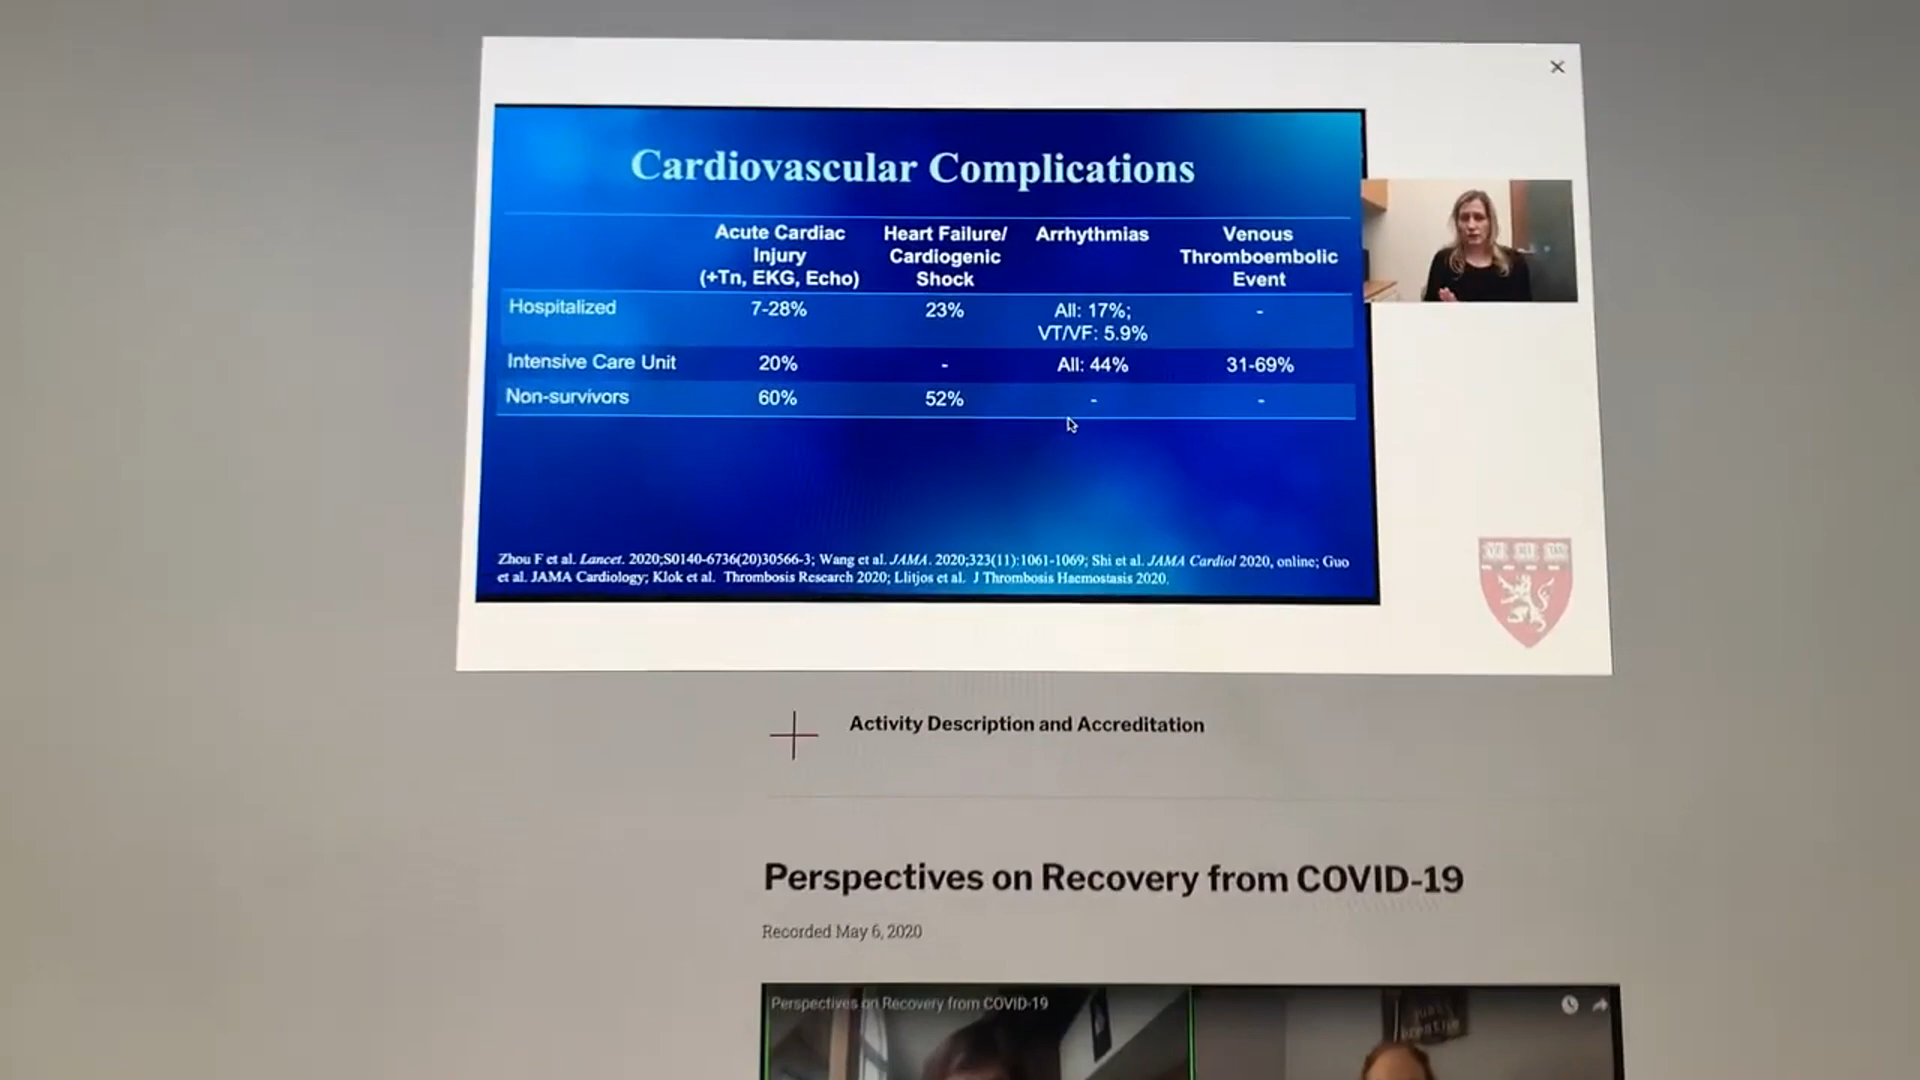 Cardiovascular Complications
Acute Cardiac Injury (+Tn, EKG, Echo) Heart Failure/ Cardiogenic Shock Arrhythmias Venous Thromboembolic Event
Hospitalized 7-28% 23% All: 17%; VT/VF: 5.9% -
Intensive Care Unit 20% - All: 44% 31-69%
Non-survivors 60% 52% - -
Zhou F et al. Lancet. 2020;S0140-6736(20)30566-3; Wang et al. JAMA. 2020;323(11):1061-1069; Shi et al. JAMA Cardiol 2020, online; Guo
et al. JAMA Cardiology; Klok et al. Thrombosis Research 2020; Llitjos et al. J Thrombosis Haemostasis 2020.
VE RI TAS
Activity Description and Accreditation
Perspectives on Recovery from COVID-19
Recorded May 6, 2020
Perspectives on Recovery from COVID-19
just
breathe